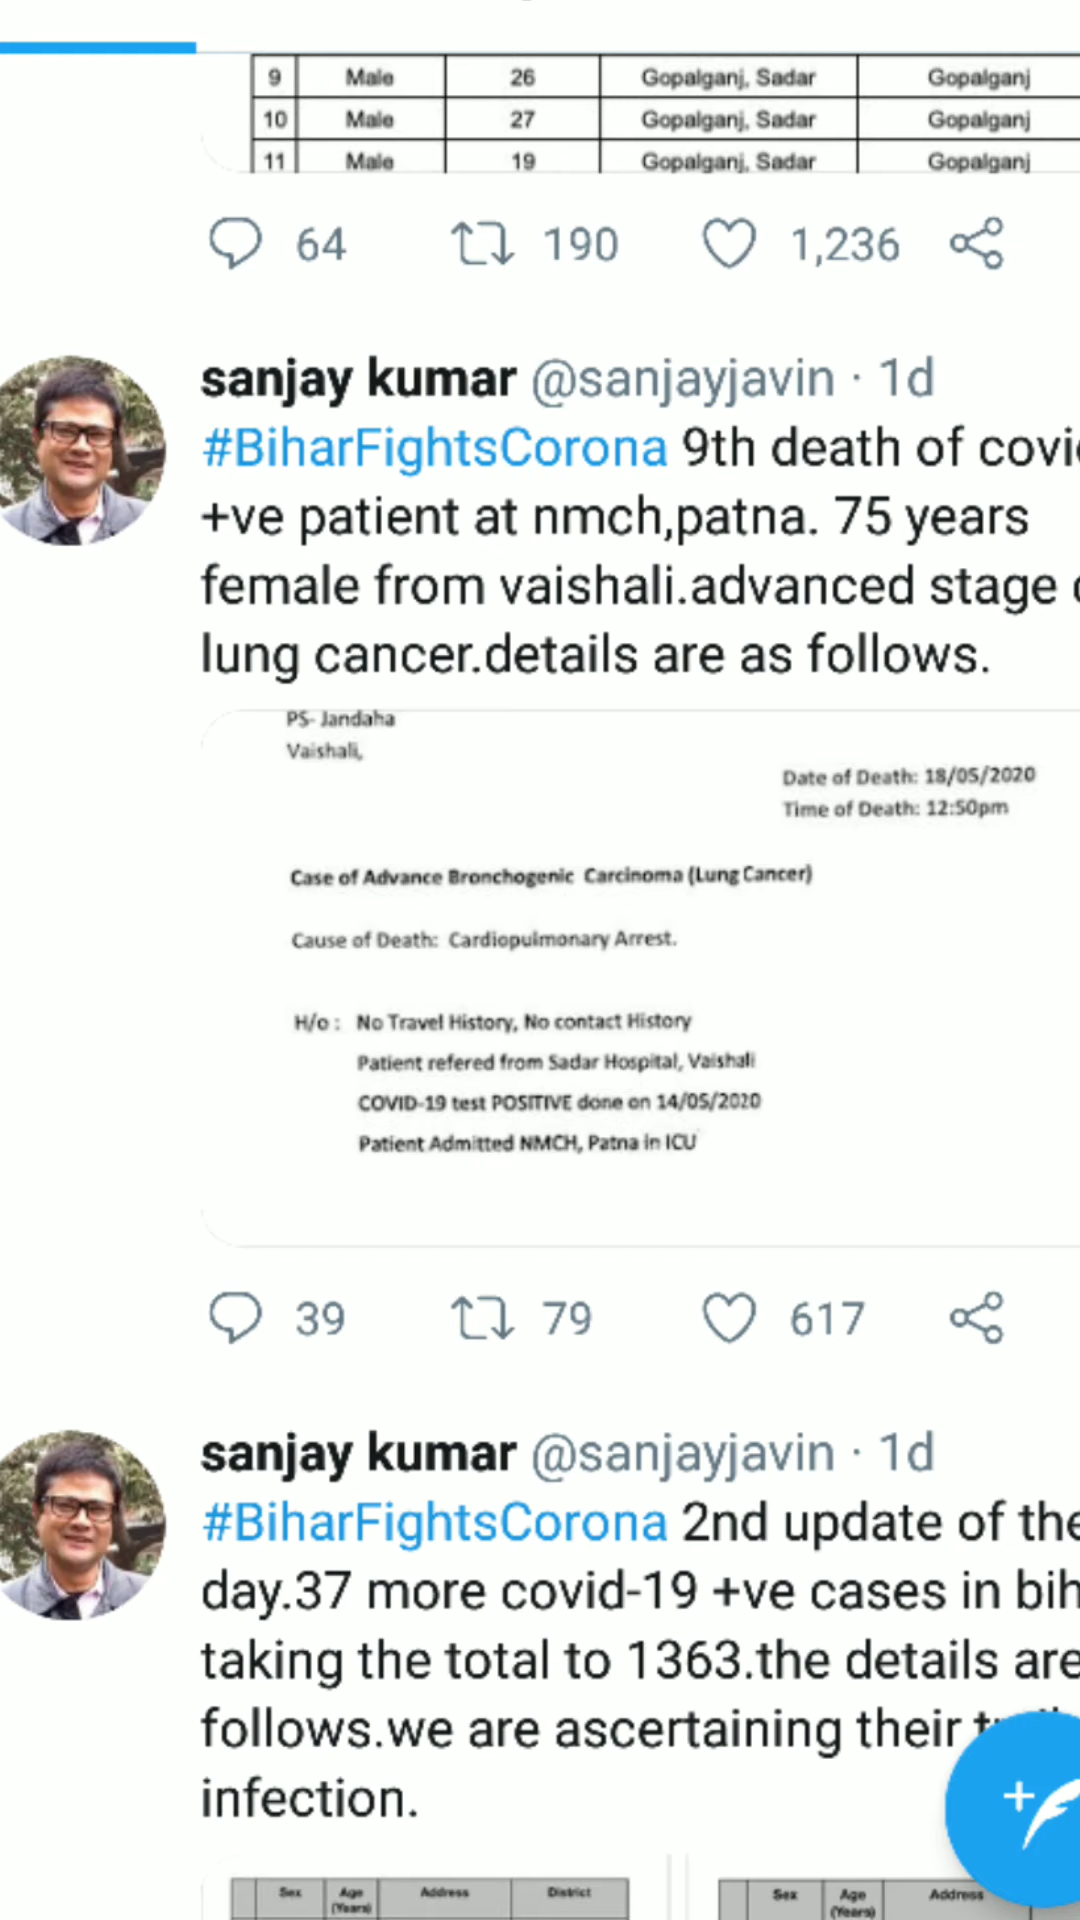 9 Male 26 Gopalganj, Sadar Gopalganj
10 Male 27 Gopalganj, Sadar Gopalganj
11 Male 19 Gopalganj, Sadar Gopalganj
64 190 1,236
sanjay kumar @sanjayjavin · 1d
#BiharFightsCorona 9th death of
+ve patient at nmch,patna. 75 years
female from vaishali.advanced stage
lung cancer.details are as follows.
PS- Jandaha
Vaishali,
Date of Death: 18/05/2020
Time of Death: 12:50pm
Case of Advance Bronchogenic Carcinoma (Lung Cancer)
Cause of Death: Cardiopulmonary Arrest.
H/o : No Travel History, No contact History
Patient refered from Sadar Hospital, Vaishali
COVID-19 test POSITIVE done on 14/05/2020
Patient Admitted NMCH, Patna in ICU
39 79 617
sanjay kumar @sanjayjavin · 1d
#BiharFightsCorona 2nd update of the
day.37 more covid-19 +ve cases in
taking the total to 1363.the details are
follows.we are ascertaining their
infection.
Sex Age (Years) Address District
Sex Age (Years) Address